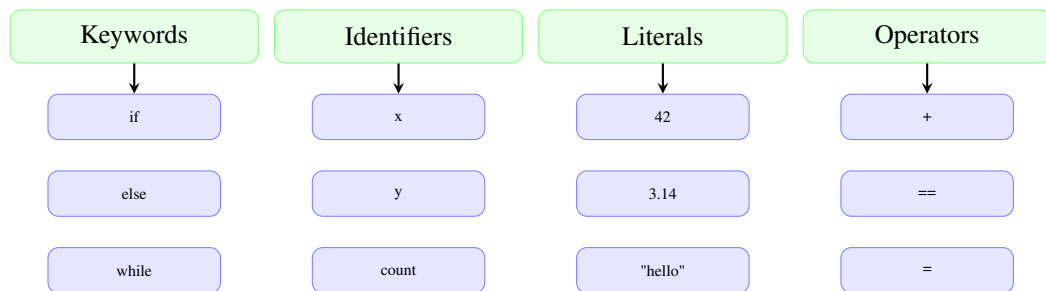 Keywords Identifiers Literals Operators
if x 42 +
else y 3.14 ==
while count "hello" =